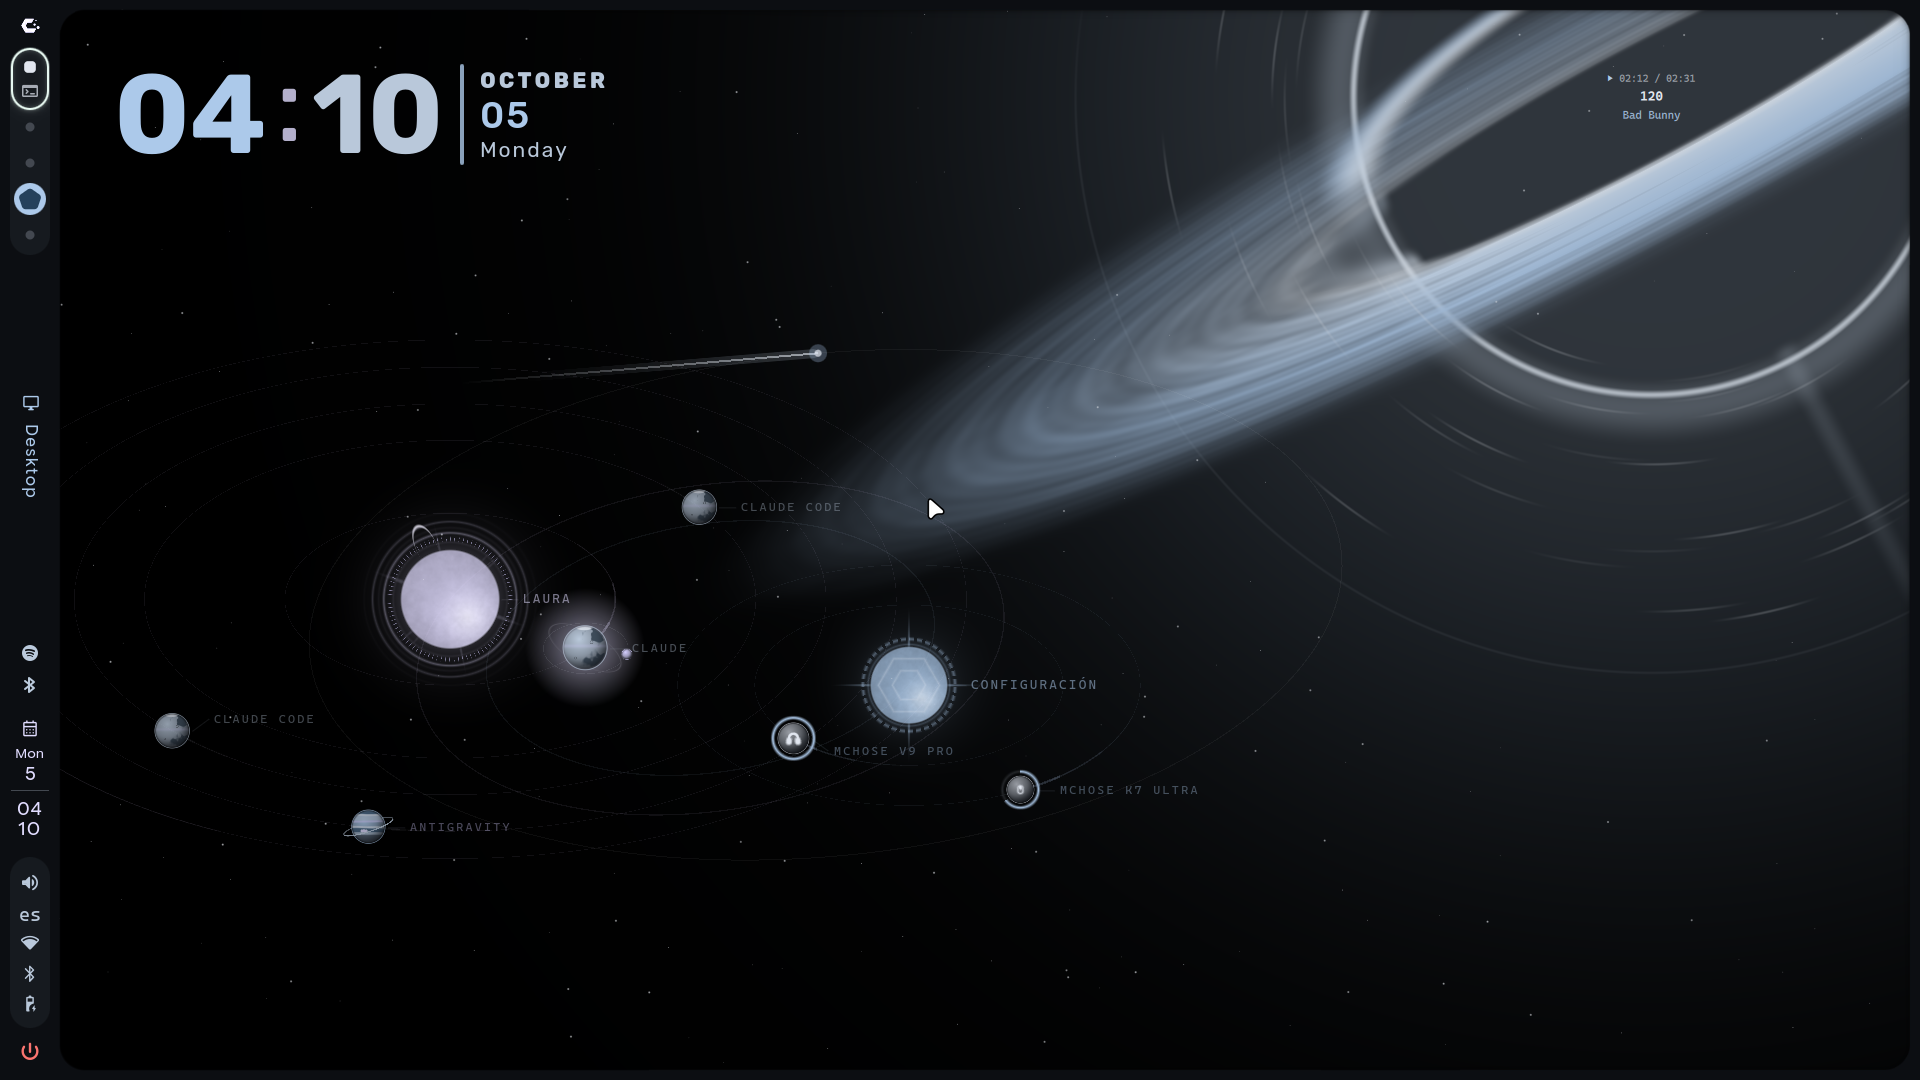 04:10
OCTOBER
05
Monday
02:12 / 02:31
120
Bad Bunny
Desktop
CLAUDE CODE
LAURA
CLAUDE
CONFIGURACIÓN
CLAUDE CODE
MCHOSE V9 PRO
MCHOSE K7 ULTRA
ANTIGRAVITY
Mon
5
04
10
es